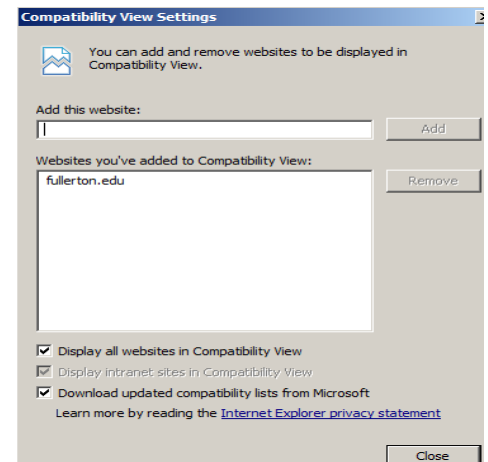 Compatibility View Settings
You can add and remove websites to be displayed in
Compatibility View.
Add this website:
Add
Websites you've added to Compatibility View:
fullerton.edu
Remove
Display all websites in Compatibility View
Display intranet sites in Compatibility View
Download updated compatibility lists from Microsoft
Learn more by reading the Internet Explorer privacy statement
Close